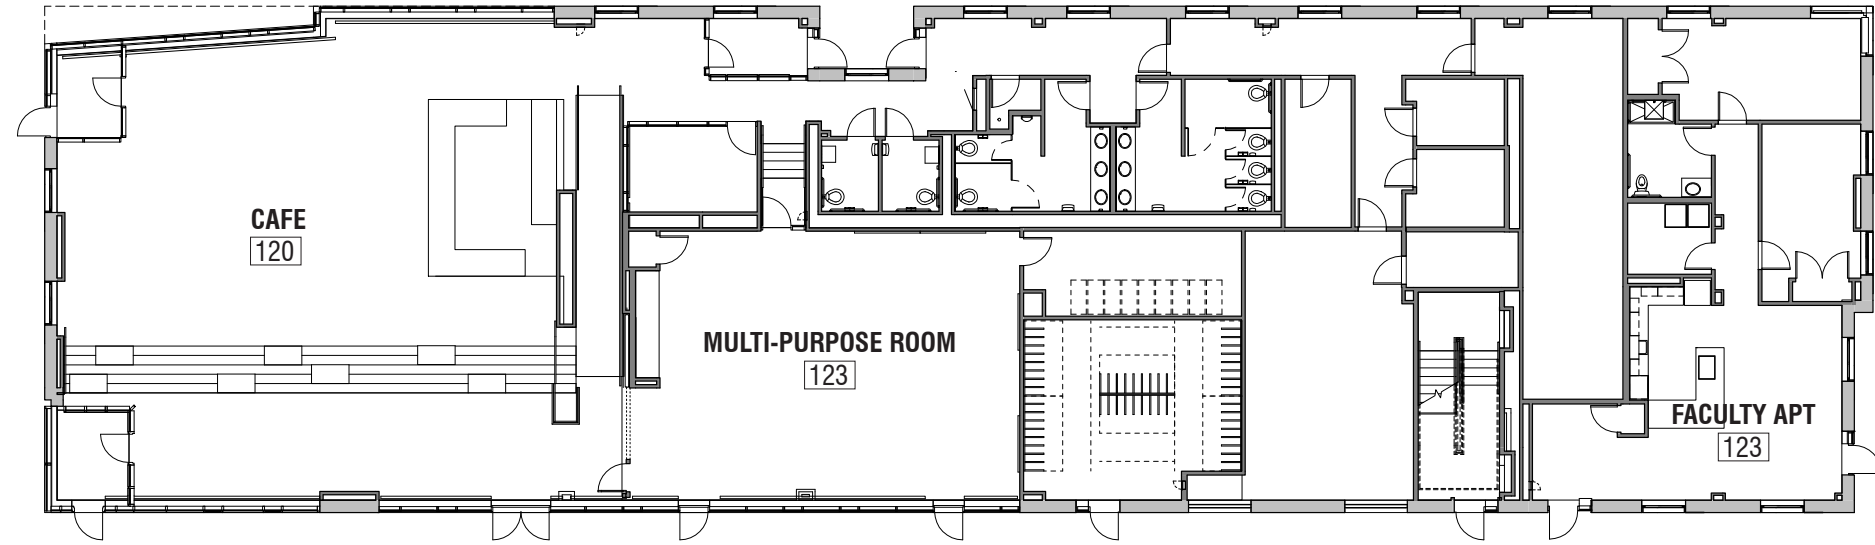 CAFE
120
MULTI-PURPOSE ROOM
123
FACULTY APT
123